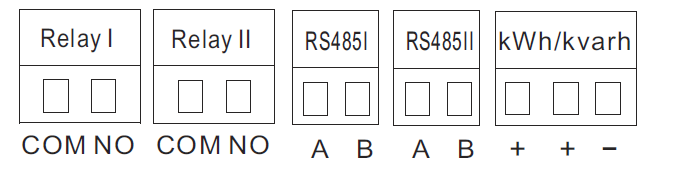 Relay I Relay II RS485I RS485II kWh/kvarh
COM NO COM NO A B A B + + −